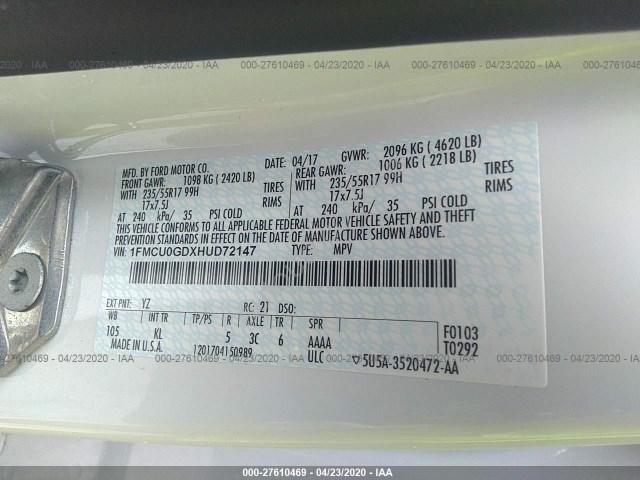 000-27610469 - 04/23/2020 - IAA
000-27610469 - 04/23/2020 - IAA
000-27610469 - 04/23/2020 - IAA
MFD. BY FORD MOTOR CO.
DATE: 04/17 GVWR: 2096 KG ( 4620 LB)
FRONT GAWR: 1098 KG ( 2420 LB) REAR GAWR: 1006 KG ( 2218 LB)
WITH 235/55R17 99H TIRES WITH 235/55R17 99H TIRES
17x7.5J RIMS 17x7.5J RIMS
AT 240 kPa/ 35 PSI COLD AT 240 kPa/ 35 PSI COLD
THIS VEHICLE CONFORMS TO ALL APPLICABLE FEDERAL MOTOR VEHICLE SAFETY AND THEFT
PREVENTION STANDARDS IN EFFECT ON THE DATE OF MANUFACTURE SHOWN ABOVE.
VIN: 1FMCU0GDXHUD72147 TYPE: MPV
EXT PNT: YZ RC: 21 DSO:
WB INT TR TP/PS R AXLE TR SPR
105 KL 5 3C 6 AAAA F0103
MADE IN U.S.A. 1201704150989 ULC T0292
5U5A-3520472-AA
000-27610469 - 04/23/2020 - IAA
000-27610469 - 04/23/2020 - IAA
000-27610469 - 04/23/2020 - IAA